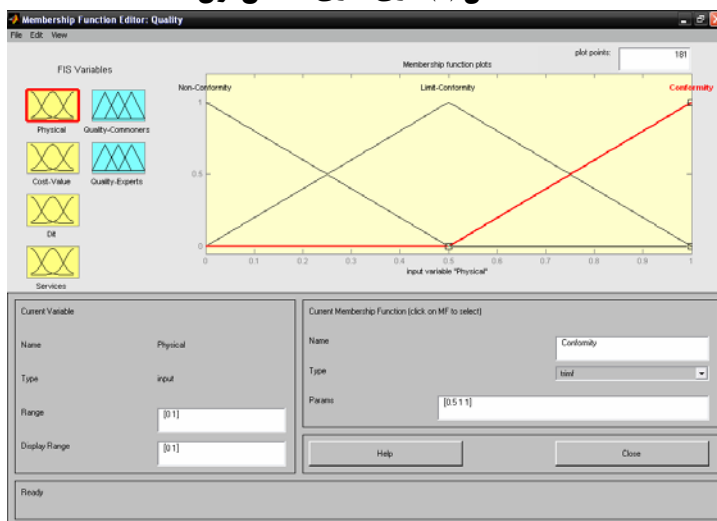 Membership Function Editor: Quality
File Edit View
FIS Variables
Physical Quality-Commoners
Cost-Value Quality-Experts
Dit
Services
plot points: 181
Membership function plots
Non-Conformity Limit-Conformity Conformity
1
0.5
0
0 0.1 0.2 0.3 0.4 0.5 0.6 0.7 0.8 0.9 1
input variable "Physical"
Current Variable
Name Physical
Type input
Range [0 1]
Display Range [0 1]
Current Membership Function (click on MF to select)
Name Conformity
Type trimf
Params [0.5 1 1]
Help Close
Ready